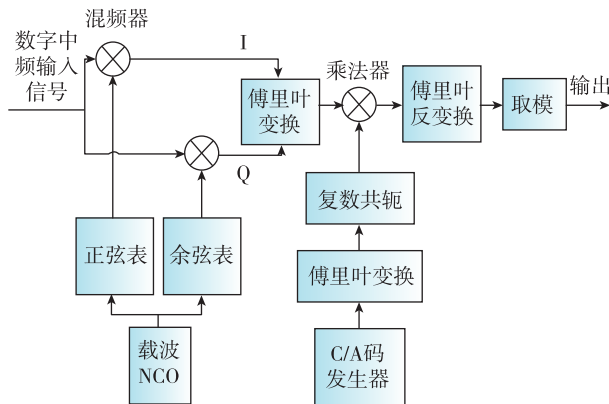 混频器
数字中
频输入
信号
I
傅里叶
变换
乘法器
傅里叶
反变换
取模
输出
Q
复数共轭
正弦表
余弦表
傅里叶变换
载波
NCO
C/A码
发生器